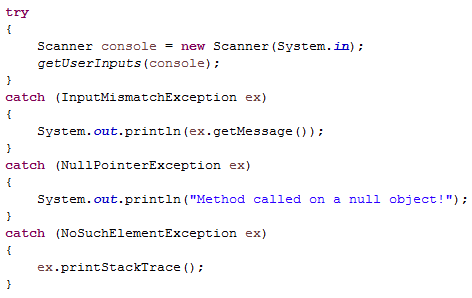 try
{
    Scanner console = new Scanner(System.in);
    getUserInputs(console);
}
catch (InputMismatchException ex)
{
    System.out.println(ex.getMessage());
}
catch (NullPointerException ex)
{
    System.out.println("Method called on a null object!");
}
catch (NoSuchElementException ex)
{
    ex.printStackTrace();
}